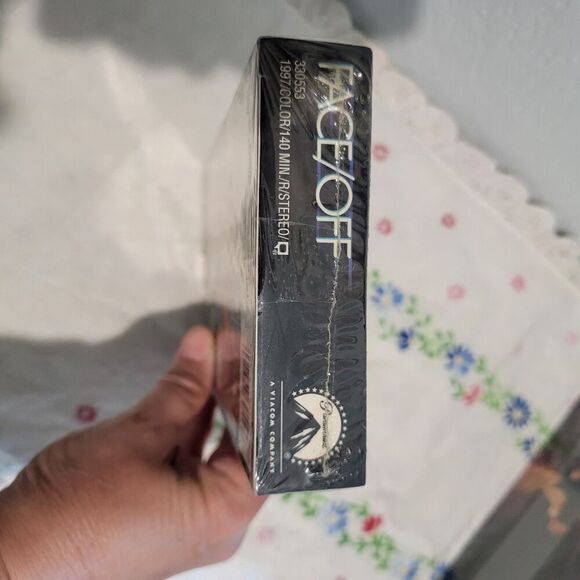 FACE/OFF
330553
1997/COLOR/140 MIN./R/STEREO/
Paramount
A VIACOM COMPANY